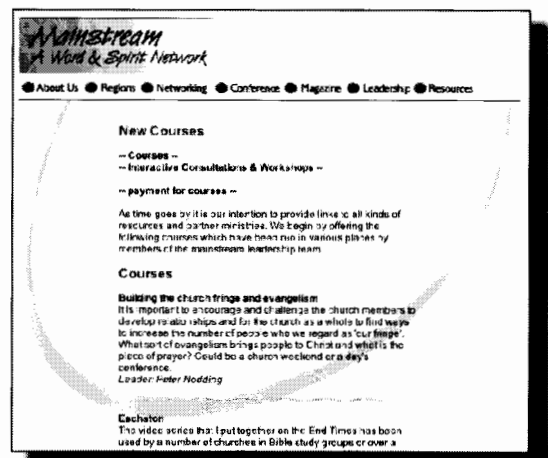 Mainstream
A Word & Spirit Network
About Us Regions Networking Conference Magazine Leadership Resources
New Courses
-- Courses --
-- Interactive Consultations & Workshops --
-- payment for courses --
As time goes by it is our intention to provide links to all kinds of
resources and partner ministries. We begin by offering the
following courses which have been run in various places by
members of the mainstream leadership team.
Courses
Building the church fringe and evangelism
It is important to encourage and challenge the church members to
develop relationships and for the church as a whole to find ways
to increase the number of people who we regard as 'our fringe'.
What sort of evangelism brings people to Christ and what is the
place of prayer? Could be a church weekend or a day's
conference.
Leader: Peter Nodding
Eschaton
The video series that I put together on the End Times has been
used by a number of churches in Bible study groups or over a